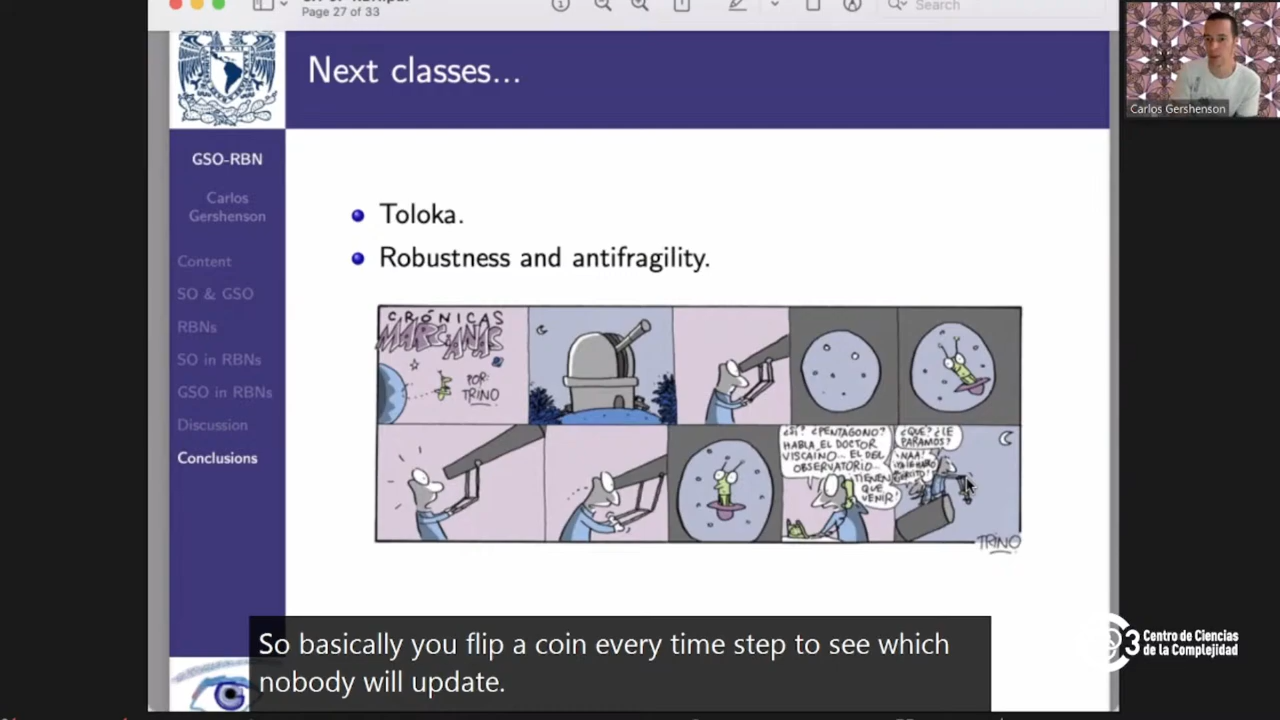 Page 27 of 33
Search
Next classes...
Carlos Gershenson
GSO-RBN
Carlos
Gershenson
Content
SO & GSO
RBNs
SO in RBNs
GSO in RBNs
Discussion
Conclusions
Toloka.
Robustness and antifragility.
CRÓNICAS
MARCIANAS
POR:
TRINO
¿SÍ? ¿PENTÁGONO?
HABLA EL DOCTOR
VISCAINO... EL DEL
OBSERVATORIO...
TIENEN
QUE
VENIR!
¿QUÉ? ¿LE
PARAMOS?
¡NAA!
TRINO
So basically you flip a coin every time step to see which
nobody will update.
3 Centro de Ciencias
de la Complejidad